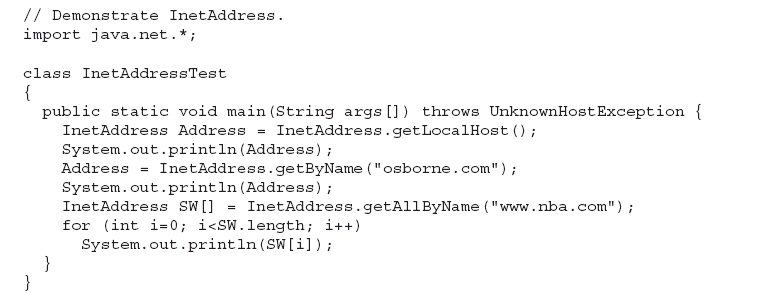 // Demonstrate InetAddress.
import java.net.*;

class InetAddressTest
{
  public static void main(String args[]) throws UnknownHostException {
    InetAddress Address = InetAddress.getLocalHost();
    System.out.println(Address);
    Address = InetAddress.getByName("osborne.com");
    System.out.println(Address);
    InetAddress SW[] = InetAddress.getAllByName("www.nba.com");
    for (int i=0; i<SW.length; i++)
      System.out.println(SW[i]);
  }
}